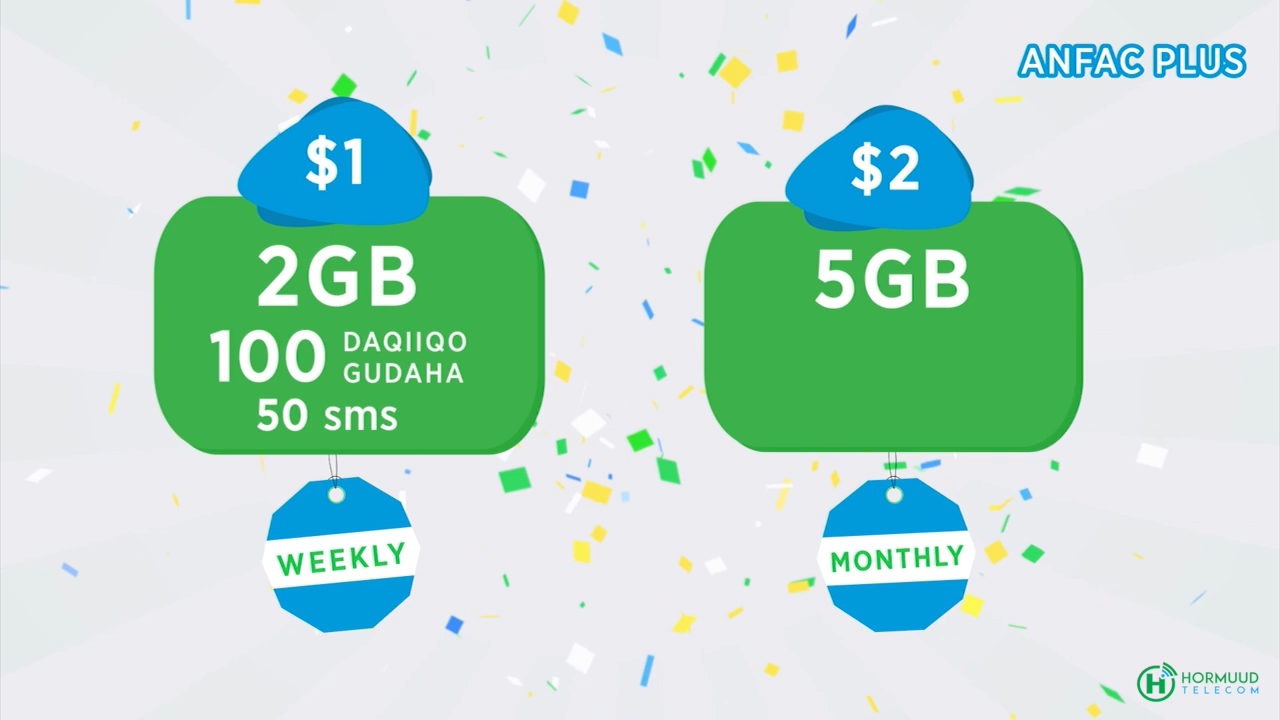 ANFAC PLUS
$1
2GB
100 DAQIIQO
GUDAHA
50 sms
WEEKLY
$2
5GB
MONTHLY
HORMUUD
TELECOM